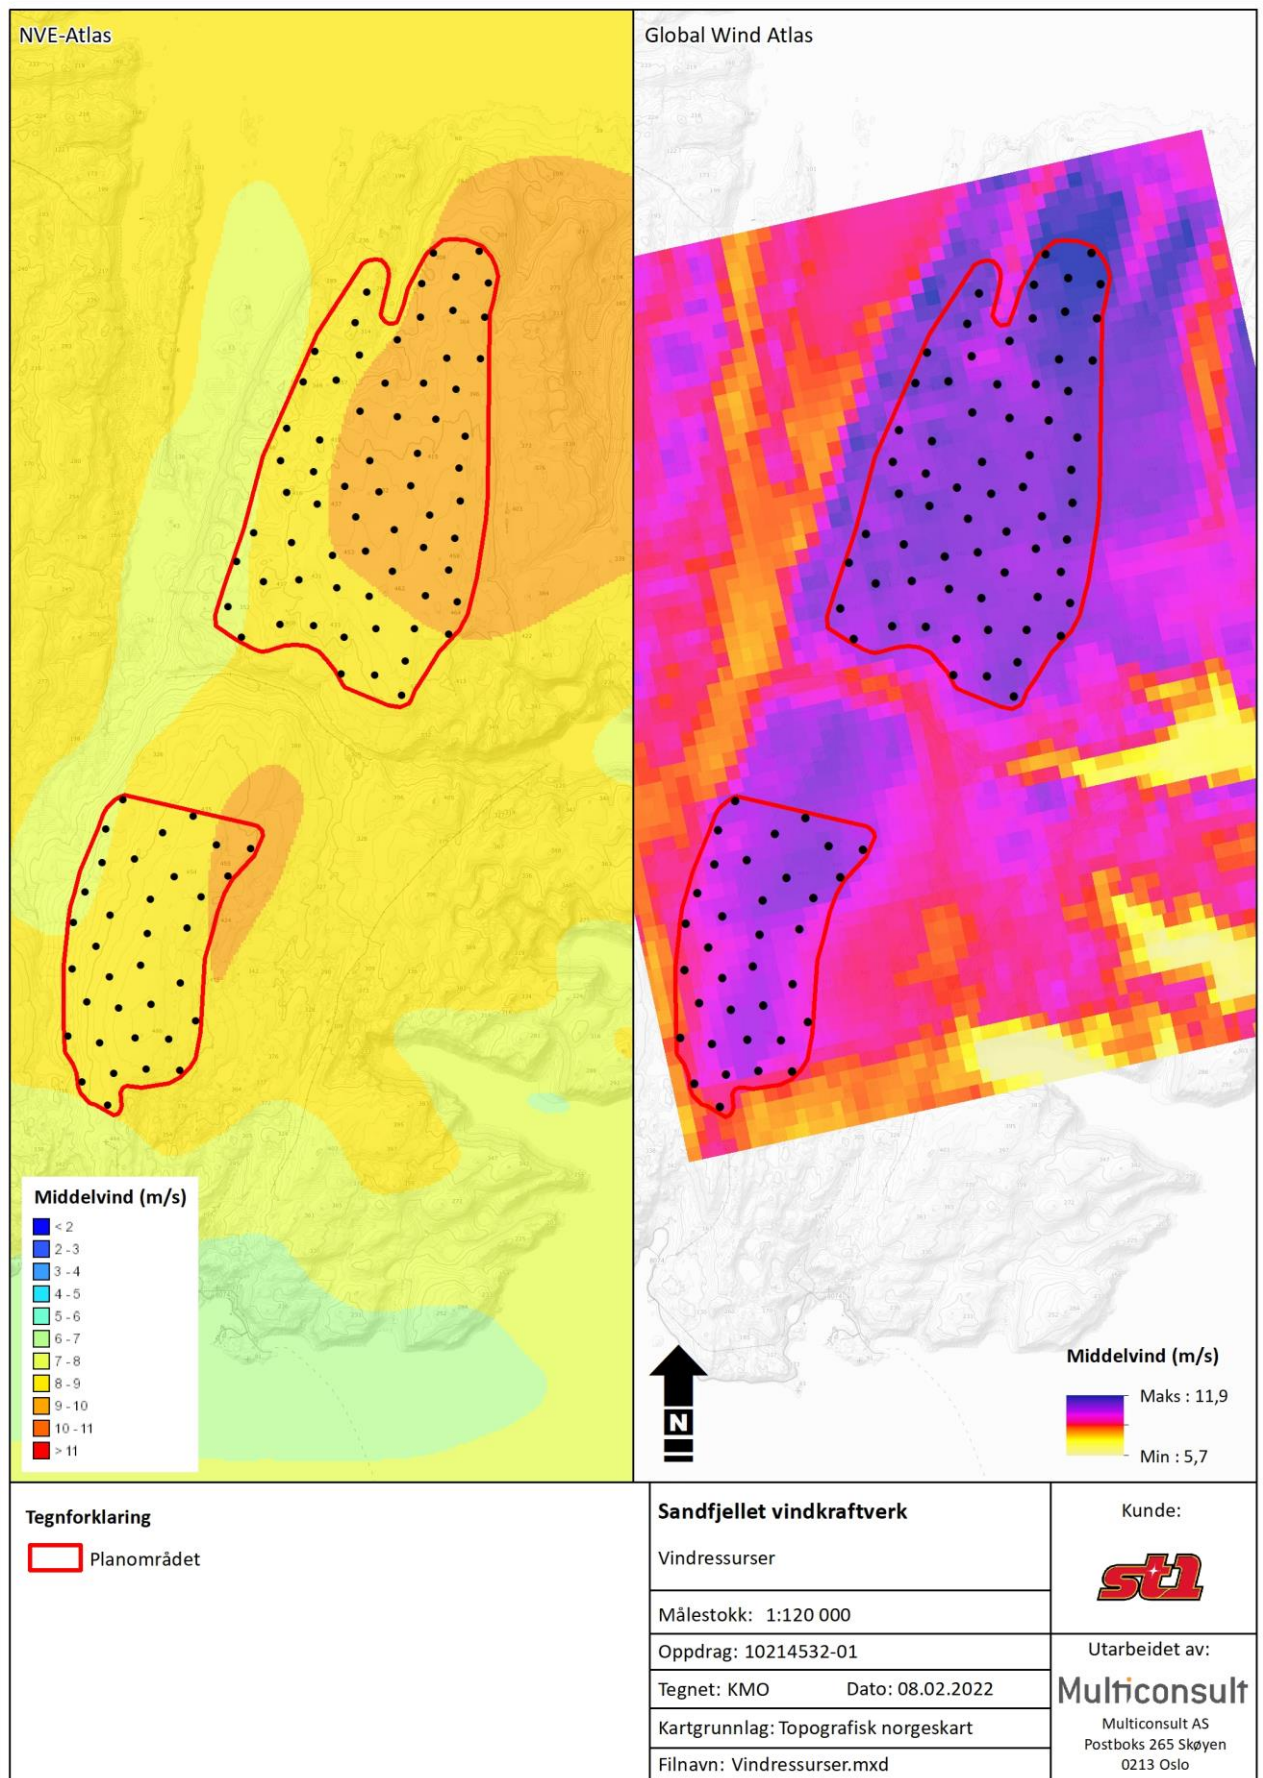 NVE-Atlas
Global Wind Atlas
Middelvind (m/s)
< 2
2 - 3
3 - 4
4 - 5
5 - 6
6 - 7
7 - 8
8 - 9
9 - 10
10 - 11
> 11
N
Middelvind (m/s)
Maks : 11,9
Min : 5,7
Tegnforklaring
Planområdet
Sandfjellet vindkraftverk
Vindressurser
Målestokk: 1:120 000
Oppdrag: 10214532-01
Tegnet: KMO Dato: 08.02.2022
Kartgrunnlag: Topografisk norgeskart
Filnavn: Vindressurser.mxd
Kunde:
st1
Utarbeidet av:
Multiconsult
Multiconsult AS
Postboks 265 Skøyen
0213 Oslo